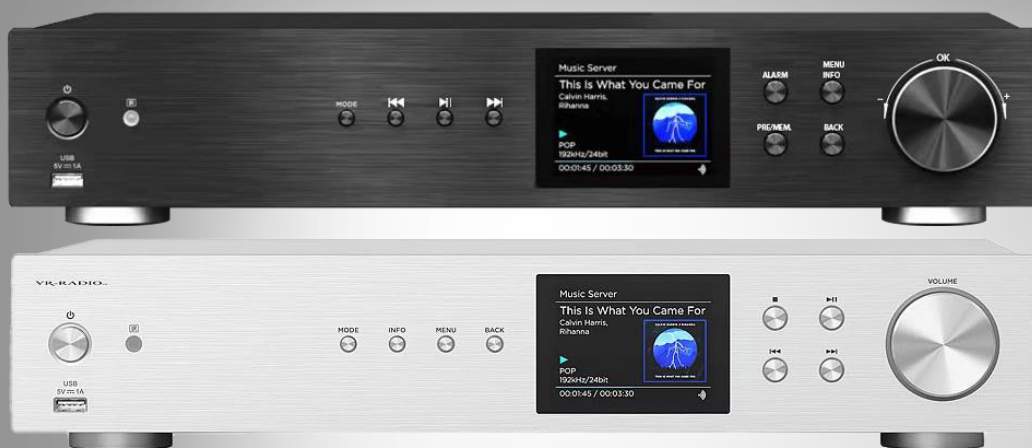 ALARM
MENU
INFO
OK
MODE
- +
PRE/MEM.
BACK
USB
5V 1A
Music Server
This Is What You Came For
Calvin Harris,
Rihanna
POP
192kHz/24bit
00:01:45 / 00:03:30
VR-RADIO
VOLUME
MODE
INFO
MENU
BACK
USB
5V 1A
Music Server
This Is What You Came For
Calvin Harris,
Rihanna
POP
192kHz/24bit
00:01:45 / 00:03:30